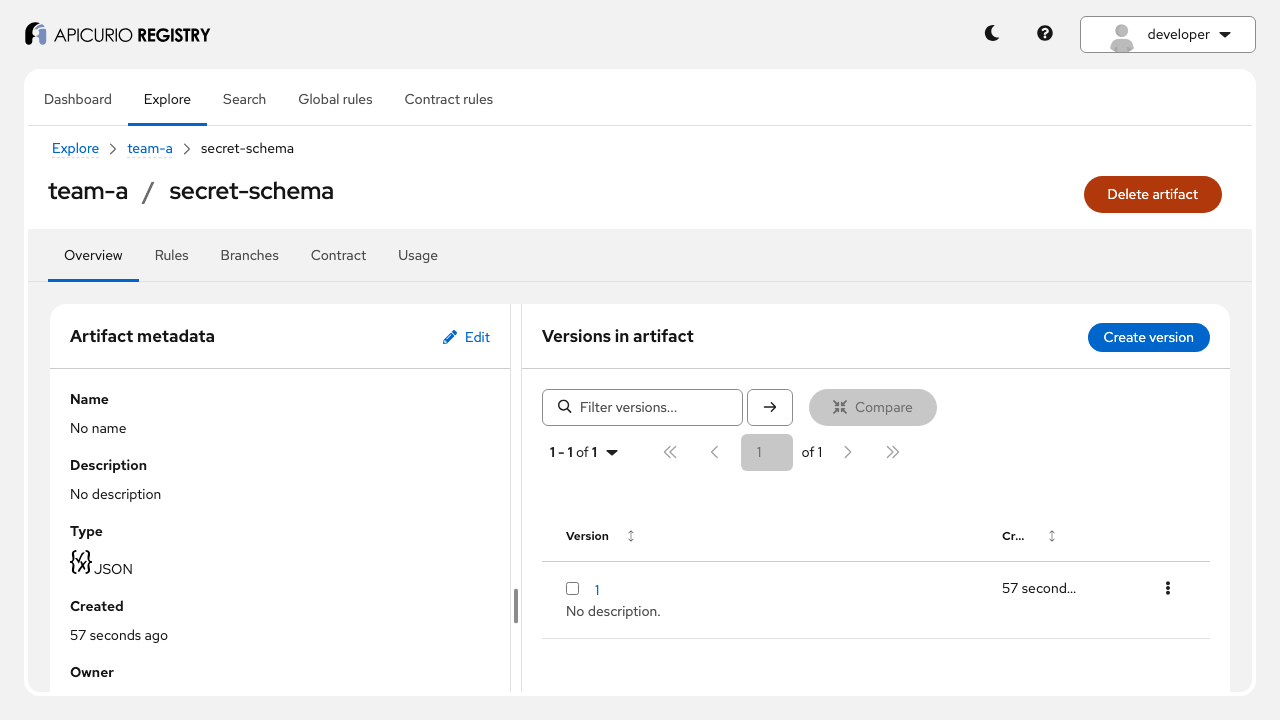 APICURIO REGISTRY
developer
Dashboard
Explore
Search
Global rules
Contract rules
Explore
team-a
secret-schema
team-a / secret-schema
Delete artifact
Overview
Rules
Branches
Contract
Usage
Artifact metadata
Edit
Name
No name
Description
No description
Type
JSON
Created
57 seconds ago
Owner
Versions in artifact
Create version
Filter versions...
Compare
1 - 1 of 1
1
of 1
Version
Cr...
1
57 second...
No description.